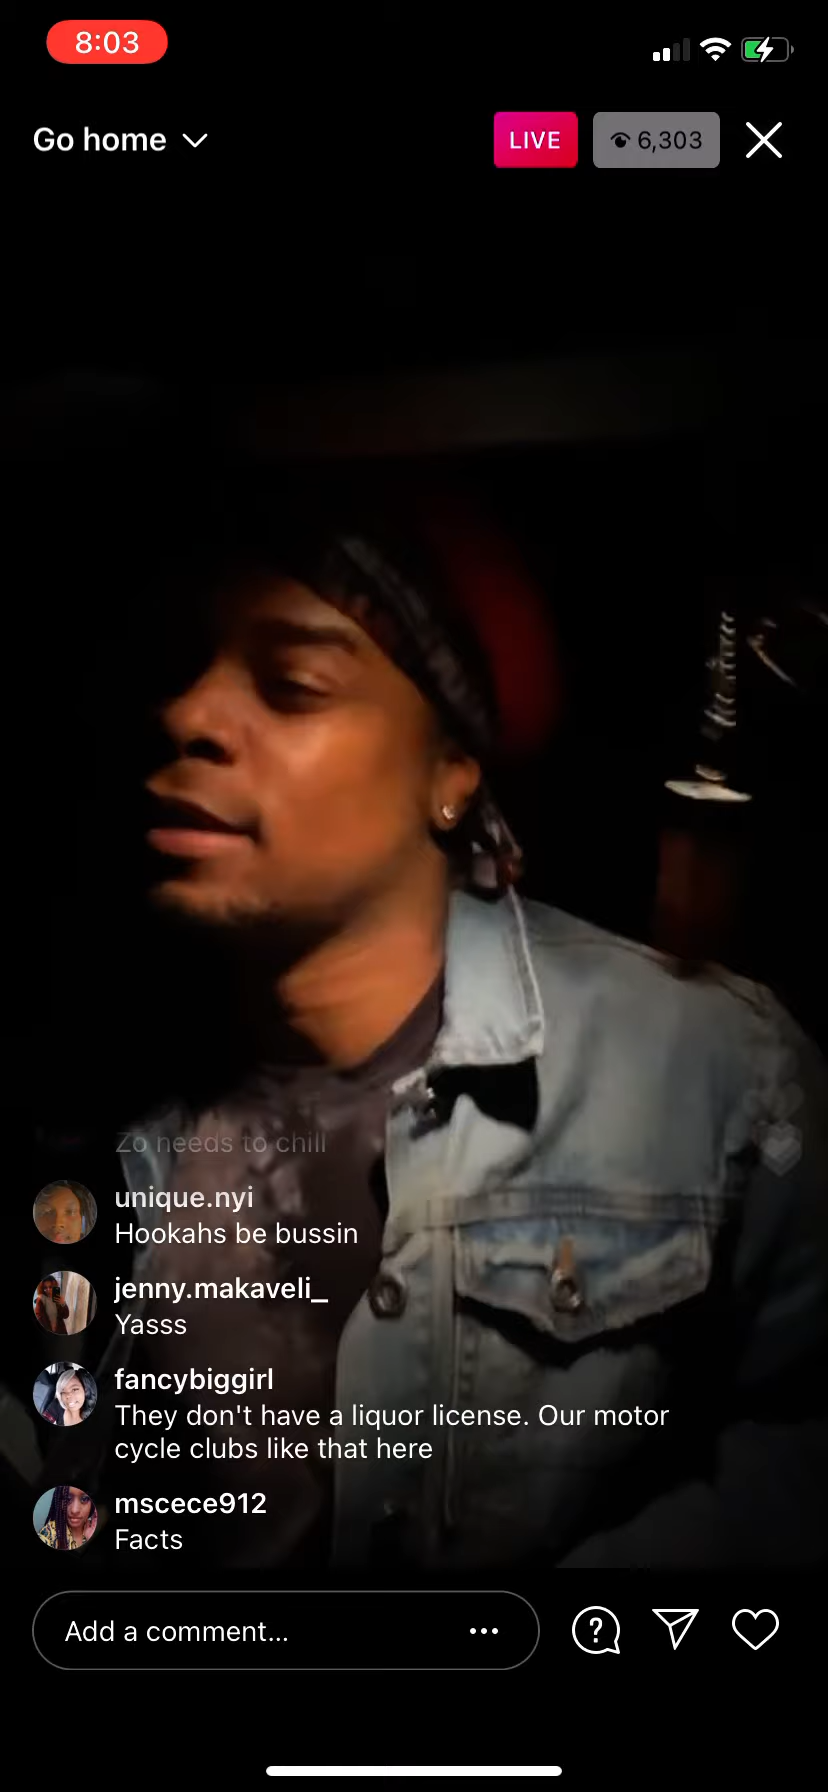 8:03
Go home
LIVE
6,303
Zo needs to chill
unique.nyi
Hookahs be bussin
jenny.makaveli_
Yasss
fancybiggirl
They don't have a liquor license. Our motor
cycle clubs like that here
mscece912
Facts
Add a comment...